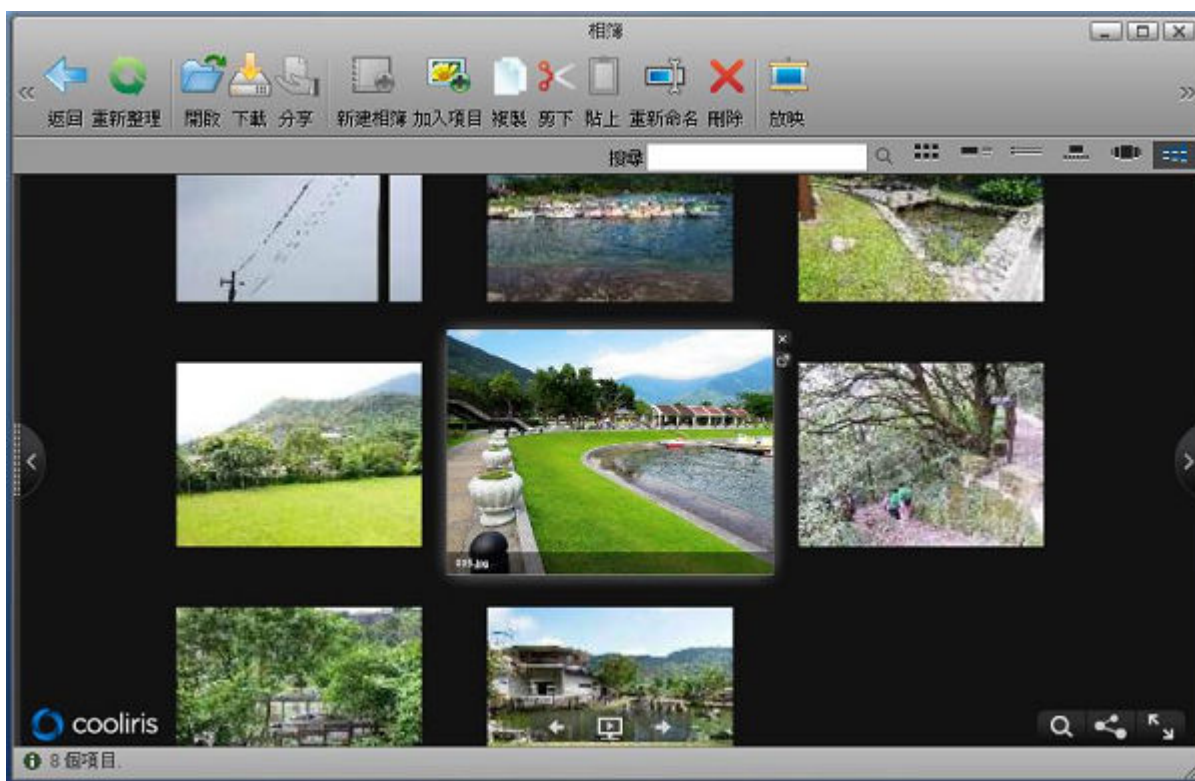 相簿
返回 重新整理 開啟 下載 分享 新建相簿 加入項目 複製 剪下 貼上 重新命名 刪除 放映
搜尋
cooliris
8 個項目.